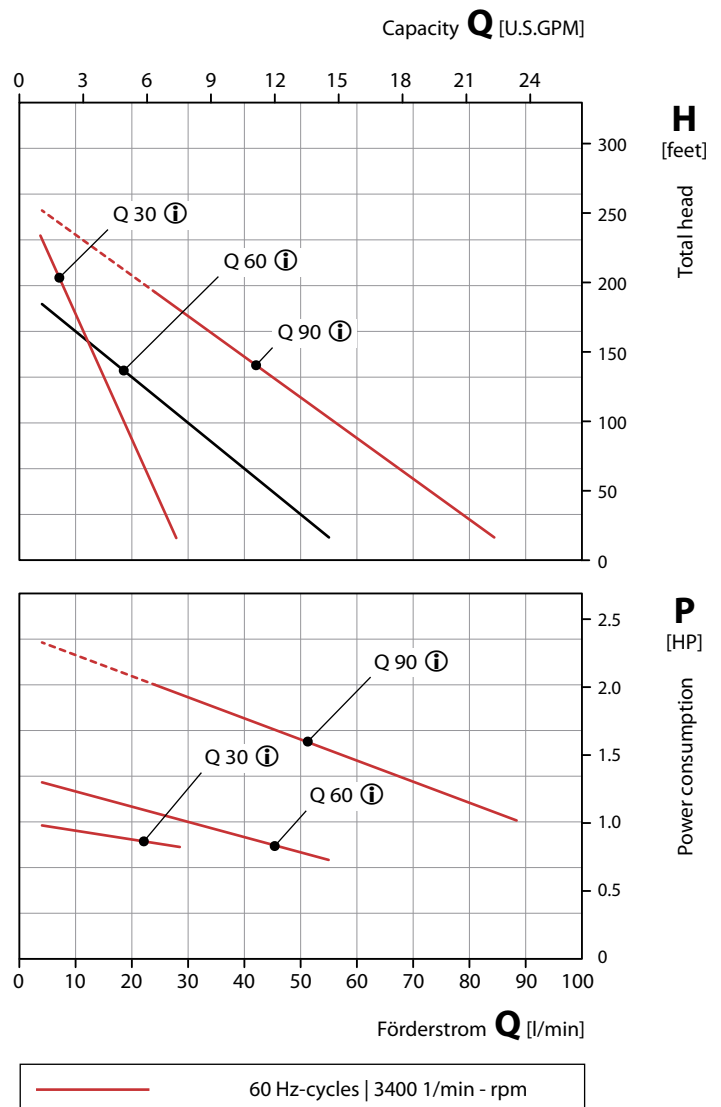 Capacity Q [U.S.GPM]
0 3 6 8 11 12 15 18 22 24
H
[feet]
Total head
300
250
200
150
100
50
0
Q 30 i
Q 60 i
Q 90 i
P
[HP]
Power consumption
2.5
2.0
1.5
1.0
0.5
0
Q 90 i
Q 30 i
Q 60 i
0 10 20 30 40 50 60 70 80 90 100
Förderstrom Q [l/min]
60 Hz-cycles | 3400 1/min - rpm